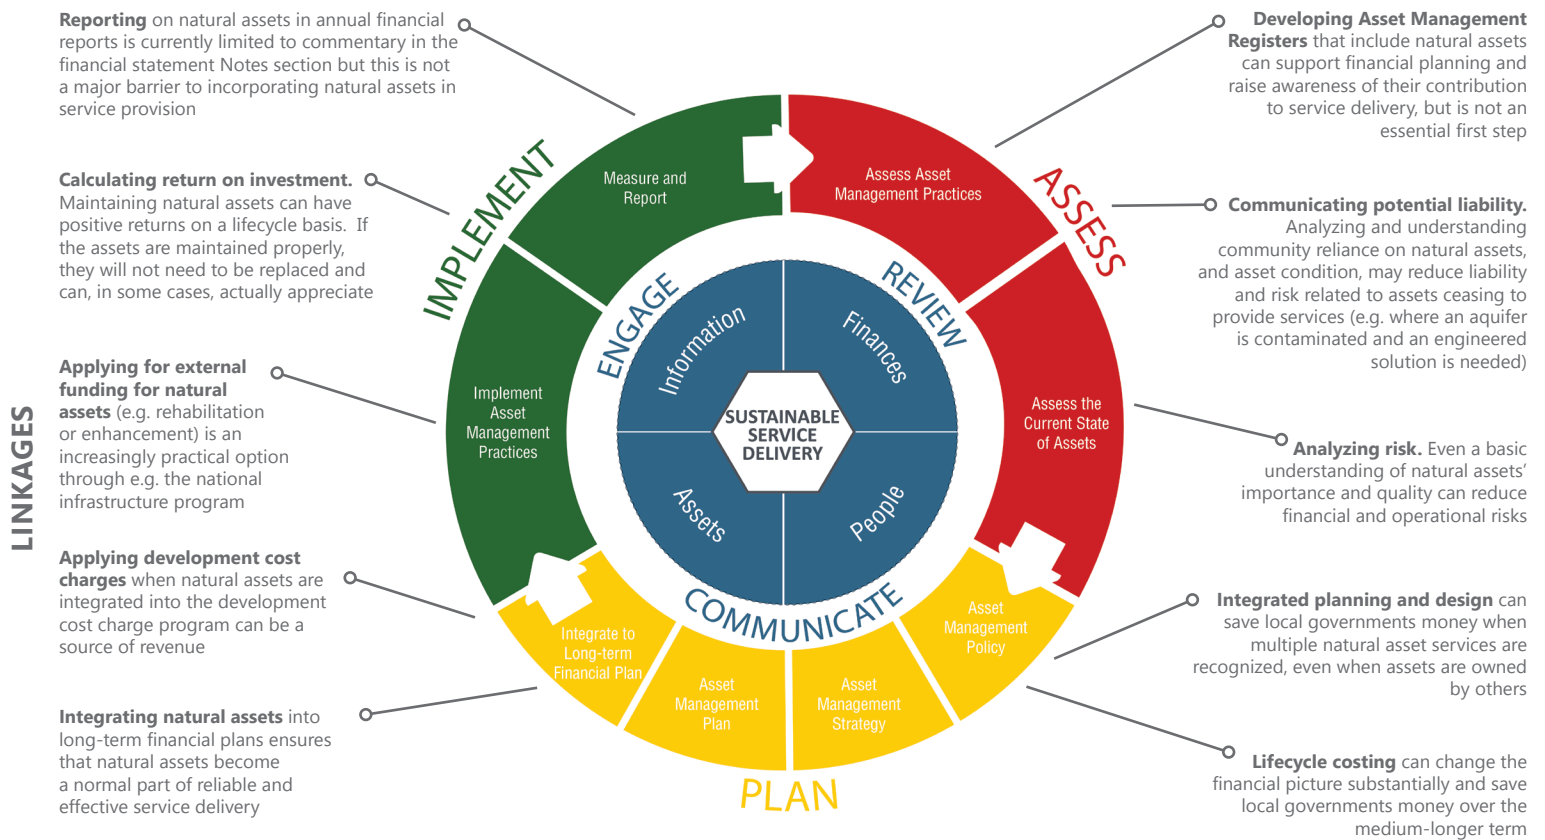 Reporting on natural assets in annual financial
reports is currently limited to commentary in the
financial statement Notes section but this is not
a major barrier to incorporating natural assets in
service provision
Calculating return on investment.
Maintaining natural assets can have
positive returns on a lifecycle basis. If
the assets are maintained properly,
they will not need to be replaced and
can, in some cases, actually appreciate
Applying for external
funding for natural
assets (e.g. rehabilitation
or enhancement) is an
increasingly practical option
through e.g. the national
infrastructure program
Applying development cost
charges when natural assets are
integrated into the development
cost charge program can be a
source of revenue
Integrating natural assets into
long-term financial plans ensures
that natural assets become
a normal part of reliable and
effective service delivery
LINKAGES
IMPLEMENT
Measure and
Report
Implement
Asset
Management
Practices
ASSESS
Assess Asset
Management Practices
Assess the
Current State
of Assets
PLAN
Asset
Management
Policy
Asset
Management
Strategy
Asset
Management
Plan
Integrate to
Long-term
Financial Plan
ENGAGE
REVIEW
COMMUNICATE
Information
Finances
Assets
People
SUSTAINABLE
SERVICE
DELIVERY
Developing Asset Management
Registers that include natural assets
can support financial planning and
raise awareness of their contribution
to service delivery, but is not an
essential first step
Communicating potential liability.
Analyzing and understanding
community reliance on natural assets,
and asset condition, may reduce liability
and risk related to assets ceasing to
provide services (e.g. where an aquifer
is contaminated and an engineered
solution is needed)
Analyzing risk. Even a basic
understanding of natural assets'
importance and quality can reduce
financial and operational risks
Integrated planning and design can
save local governments money when
multiple natural asset services are
recognized, even when assets are owned
by others
Lifecycle costing can change the
financial picture substantially and save
local governments money over the
medium-longer term